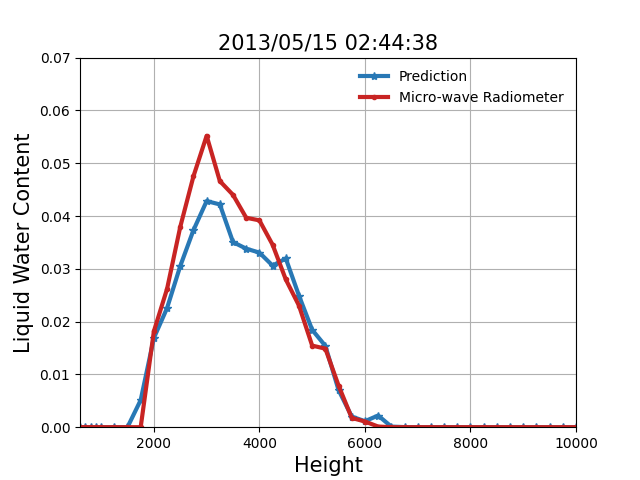 2013/05/15 02:44:38
0.07
0.06
0.05
0.04
0.03
0.02
0.01
0.00
Liquid Water Content
Prediction
Micro-wave Radiometer
2000 4000 6000 8000 10000
Height